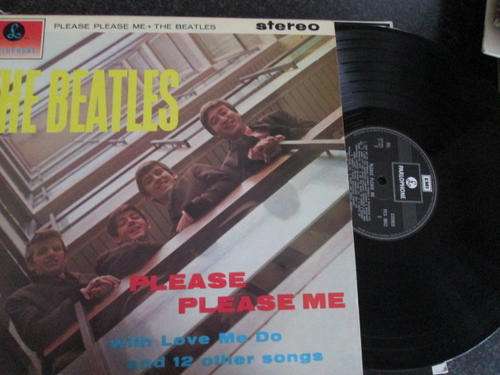 PLEASE PLEASE ME • THE BEATLES
stereo
HE BEATLES
PLEASE
PLEASE ME
with Love Me Do
and 12 other songs
PARLOPHONE
EMI